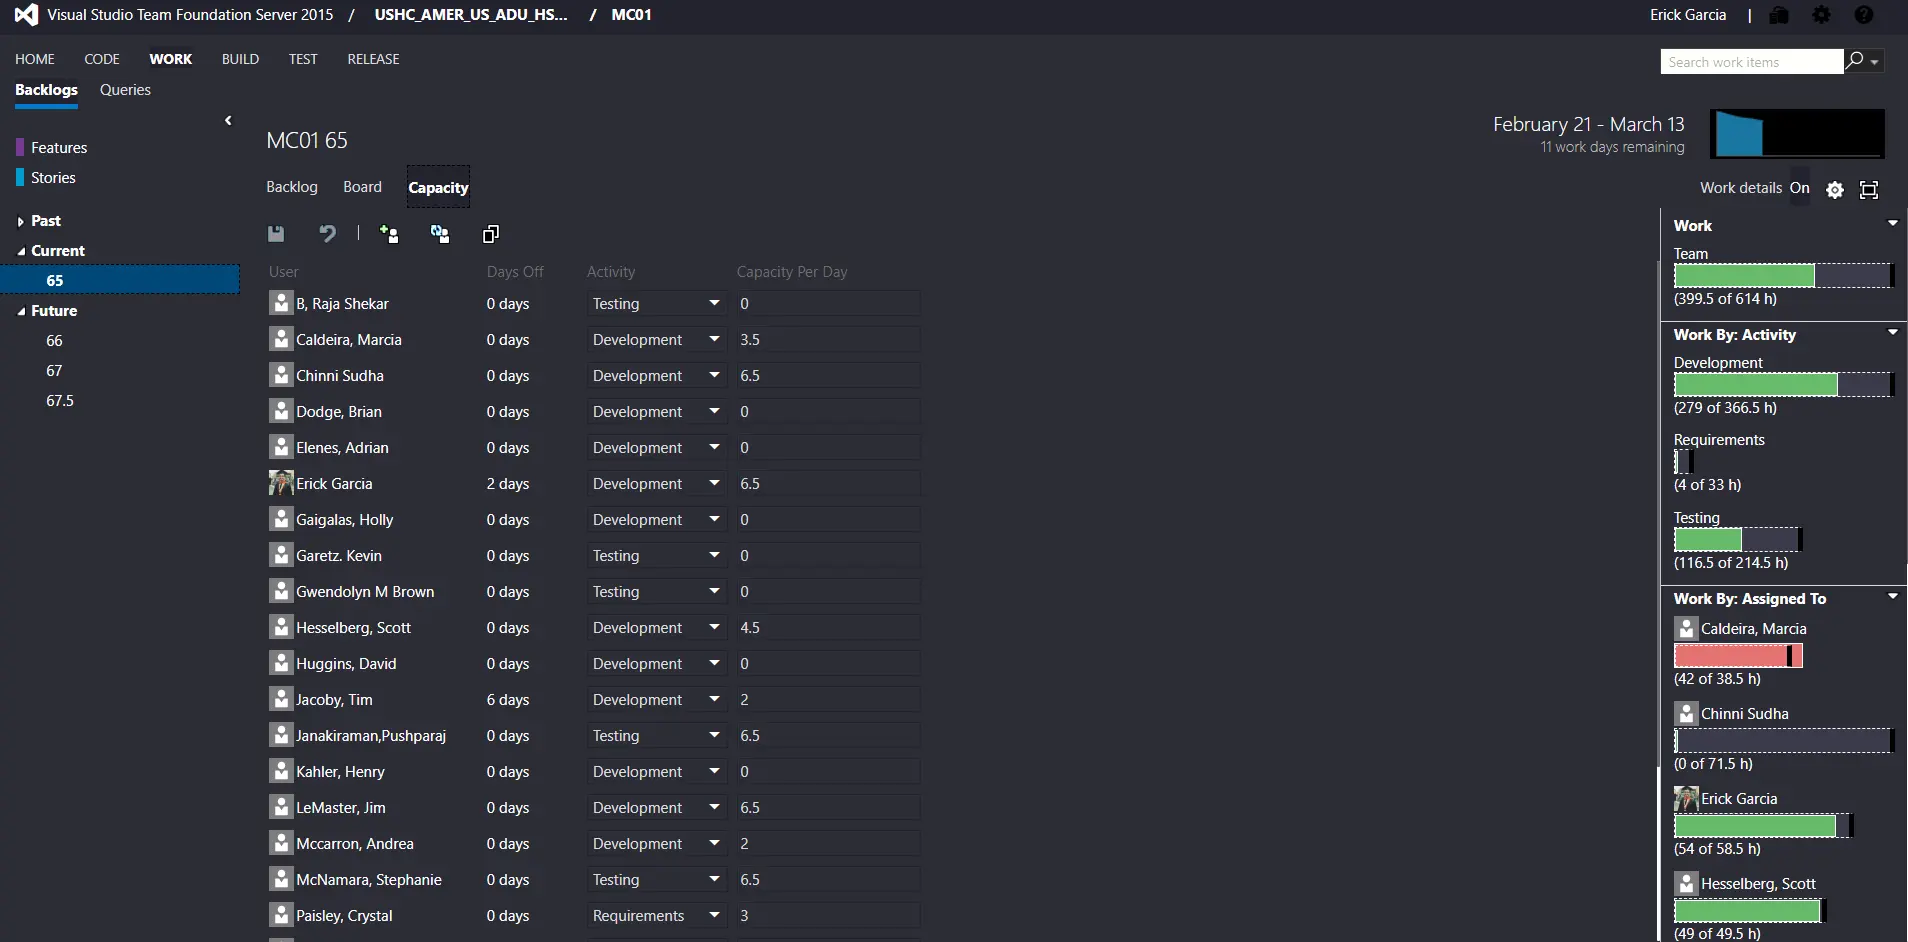 Visual Studio Team Foundation Server 2015 / USHC_AMER_US_ADU_HS... / MC01
Erick Garcia |
HOME CODE WORK BUILD TEST RELEASE
Search work items
Backlogs Queries
Features
Stories
Past
Current
65
Future
66
67
67.5
MC01 65
February 21 - March 13
11 work days remaining
Backlog Board Capacity
Work details On
User Days Off Activity Capacity Per Day
B, Raja Shekar 0 days Testing 0
Caldeira, Marcia 0 days Development 3.5
Chinni Sudha 0 days Development 6.5
Dodge, Brian 0 days Development 0
Elenes, Adrian 0 days Development 0
Erick Garcia 2 days Development 6.5
Gaigalas, Holly 0 days Development 0
Garetz. Kevin 0 days Testing 0
Gwendolyn M Brown 0 days Testing 0
Hesselberg, Scott 0 days Development 4.5
Huggins, David 0 days Development 0
Jacoby, Tim 6 days Development 2
Janakiraman,Pushparaj 0 days Testing 6.5
Kahler, Henry 0 days Development 0
LeMaster, Jim 0 days Development 6.5
Mccarron, Andrea 0 days Development 2
McNamara, Stephanie 0 days Testing 6.5
Paisley, Crystal 0 days Requirements 3
Work
Team
(399.5 of 614 h)
Work By: Activity
Development
(279 of 366.5 h)
Requirements
(4 of 33 h)
Testing
(116.5 of 214.5 h)
Work By: Assigned To
Caldeira, Marcia
(42 of 38.5 h)
Chinni Sudha
(0 of 71.5 h)
Erick Garcia
(54 of 58.5 h)
Hesselberg, Scott
(49 of 49.5 h)